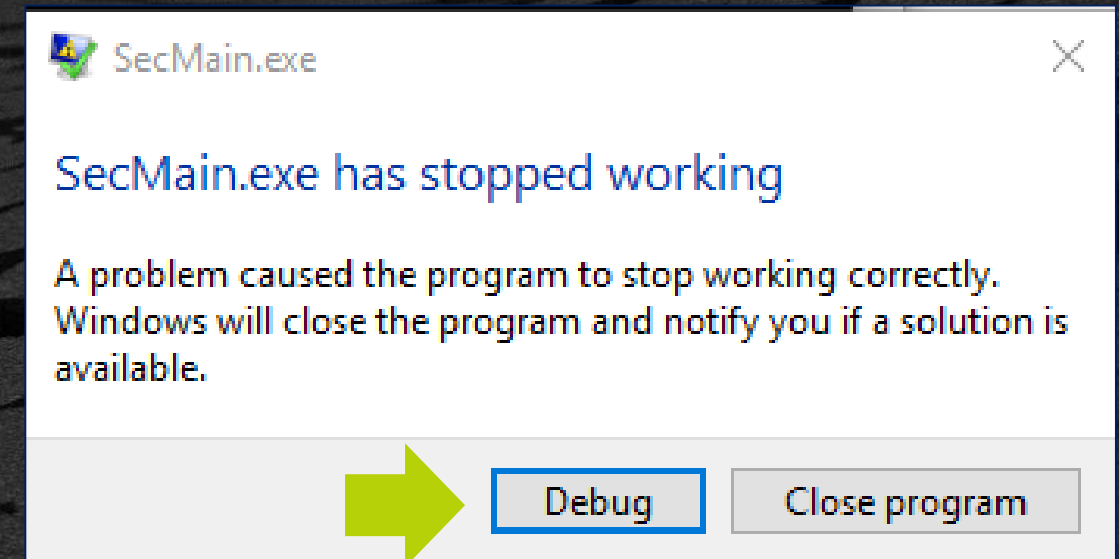 SecMain.exe
SecMain.exe has stopped working
A problem caused the program to stop working correctly.
Windows will close the program and notify you if a solution is
available.
Debug
Close program